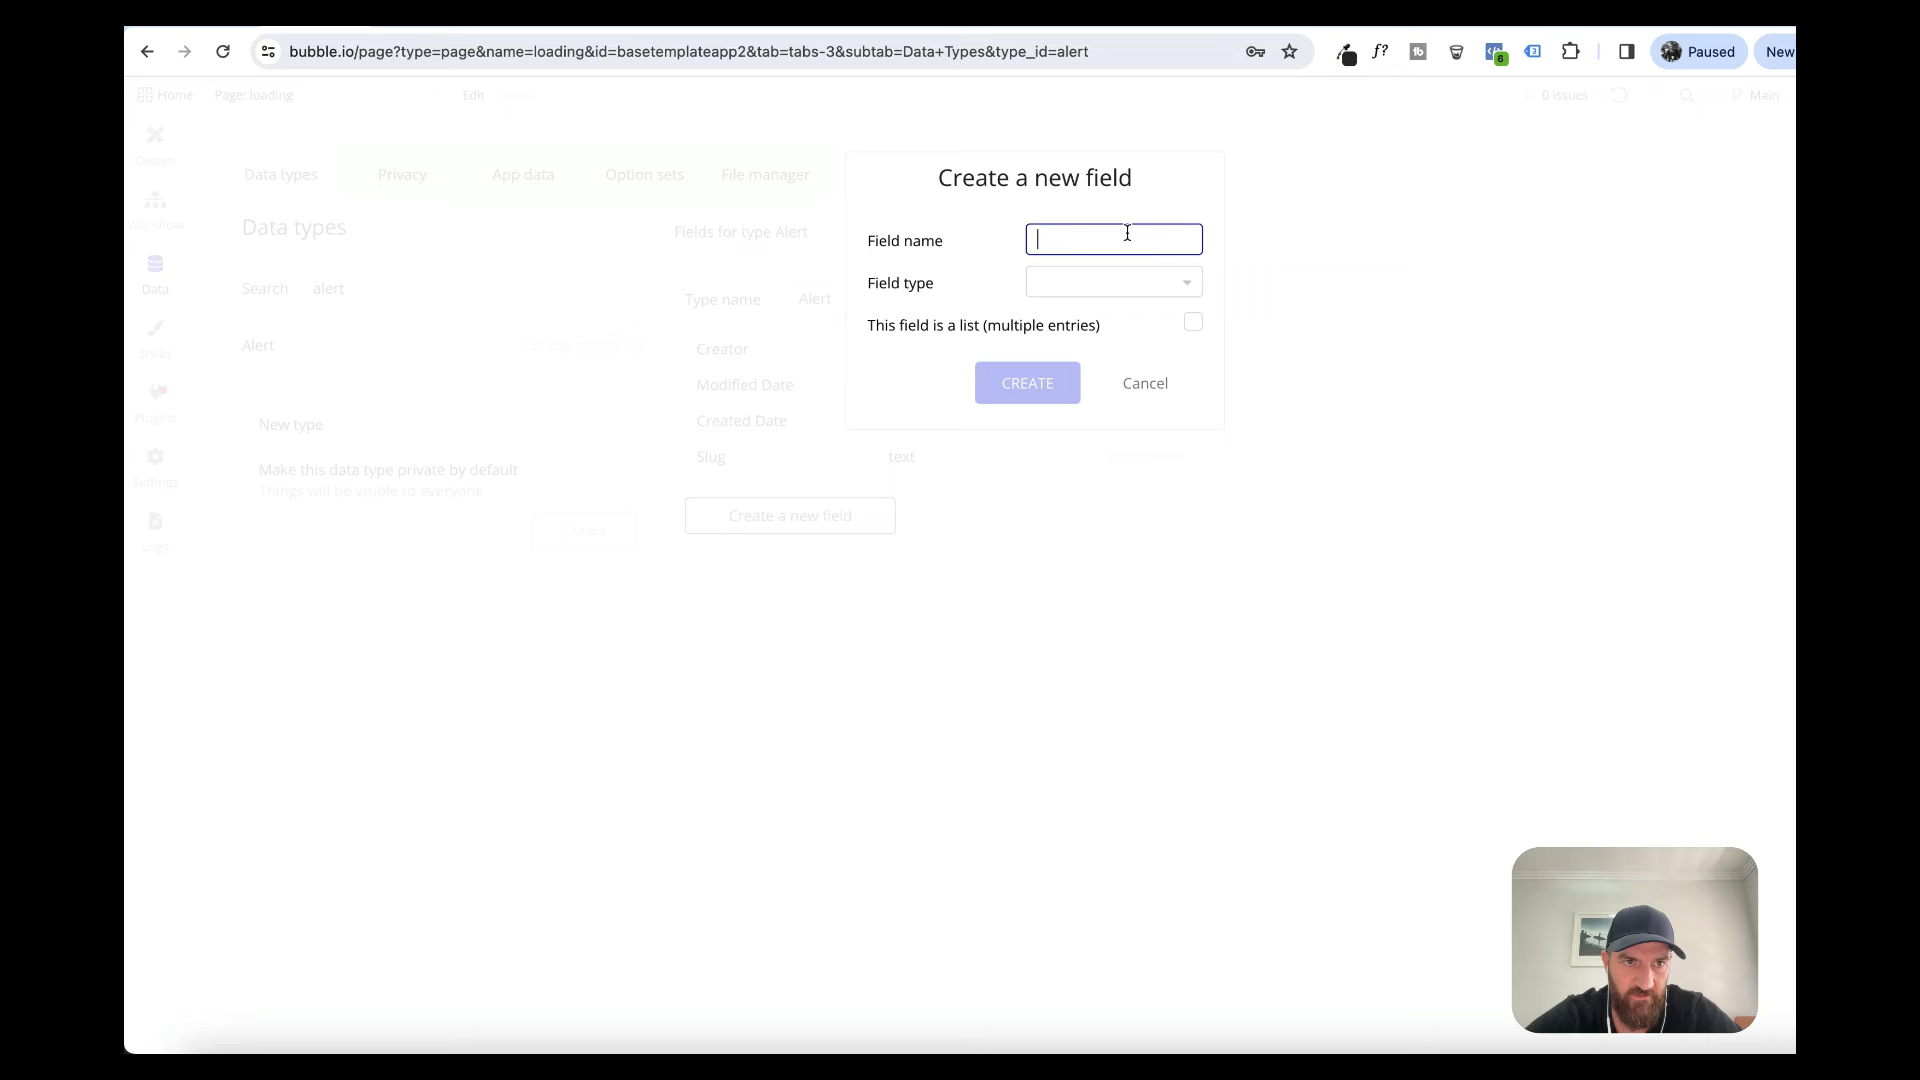 bubble.io/page?type=page&name=loading&id=basetemplateapp2&tab=tabs-3&subtab=Data+Types&type_id=alert
f?
tb
6
3
Paused
New
Home
Page: loading
Edit
0 issues
Main
Design
Workflow
Data
Styles
Plugins
Settings
Logs
Data types
Privacy
App data
Option sets
File manager
Data types
Search
alert
Alert
New type
Make this data type private by default
Things will be visible to everyone
Create
Fields for type Alert
Type name
Alert
Creator
Modified Date
Created Date
Slug
text
Create a new field
Create a new field
Field name
Field type
This field is a list (multiple entries)
CREATE
Cancel